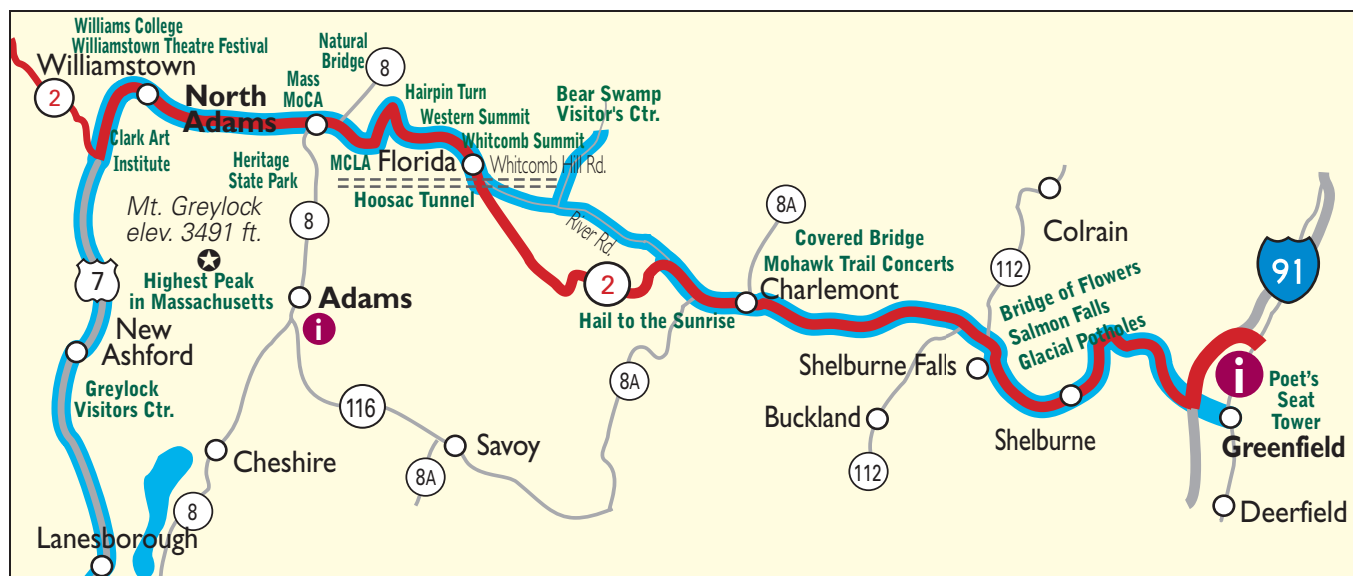 Williams College
Williamstown Theatre Festival
Williamstown
2
Natural
Bridge
8
Mass
MoCA
North
Adams
Hairpin Turn
Western Summit
Whitcomb Summit
Bear Swamp
Visitor's Ctr.
Clark Art
Institute
Heritage
State Park
MCLA
Florida
Whitcomb Hill Rd.
Hoosac Tunnel
River Rd.
Mt. Greylock
elev. 3491 ft.
8
8A
Colrain
112
91
Covered Bridge
Mohawk Trail Concerts
Charlemont
7
Highest Peak
in Massachusetts
Adams
i
2
Hail to the Sunrise
Bridge of Flowers
Salmon Falls
Glacial Potholes
New
Ashford
Greylock
Visitors Ctr.
116
8A
Shelburne Falls
Buckland
112
Shelburne
i
Poet's
Seat
Tower
Greenfield
Cheshire
Savoy
8A
8
Lanesborough
Deerfield